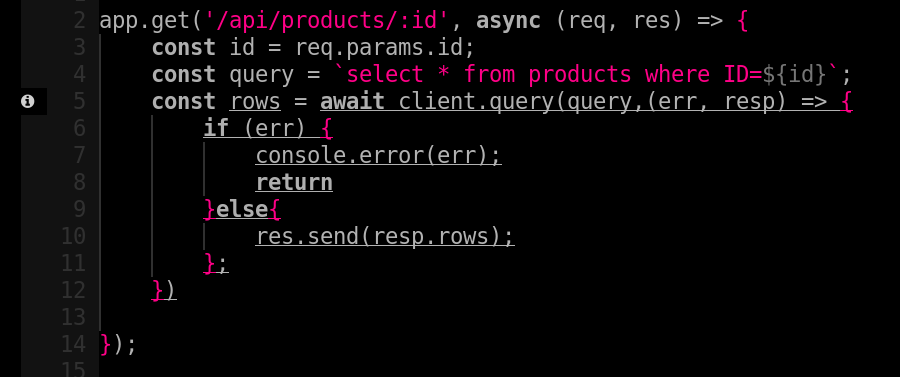 2 app.get('/api/products/:id', async (req, res) => {
3     const id = req.params.id;
4     const query = `select * from products where ID=${id}`;
5     const rows = await client.query(query,(err, resp) => {
6         if (err) {
7             console.error(err);
8             return
9         }else{
10             res.send(resp.rows);
11         };
12     })
13
14 });
15